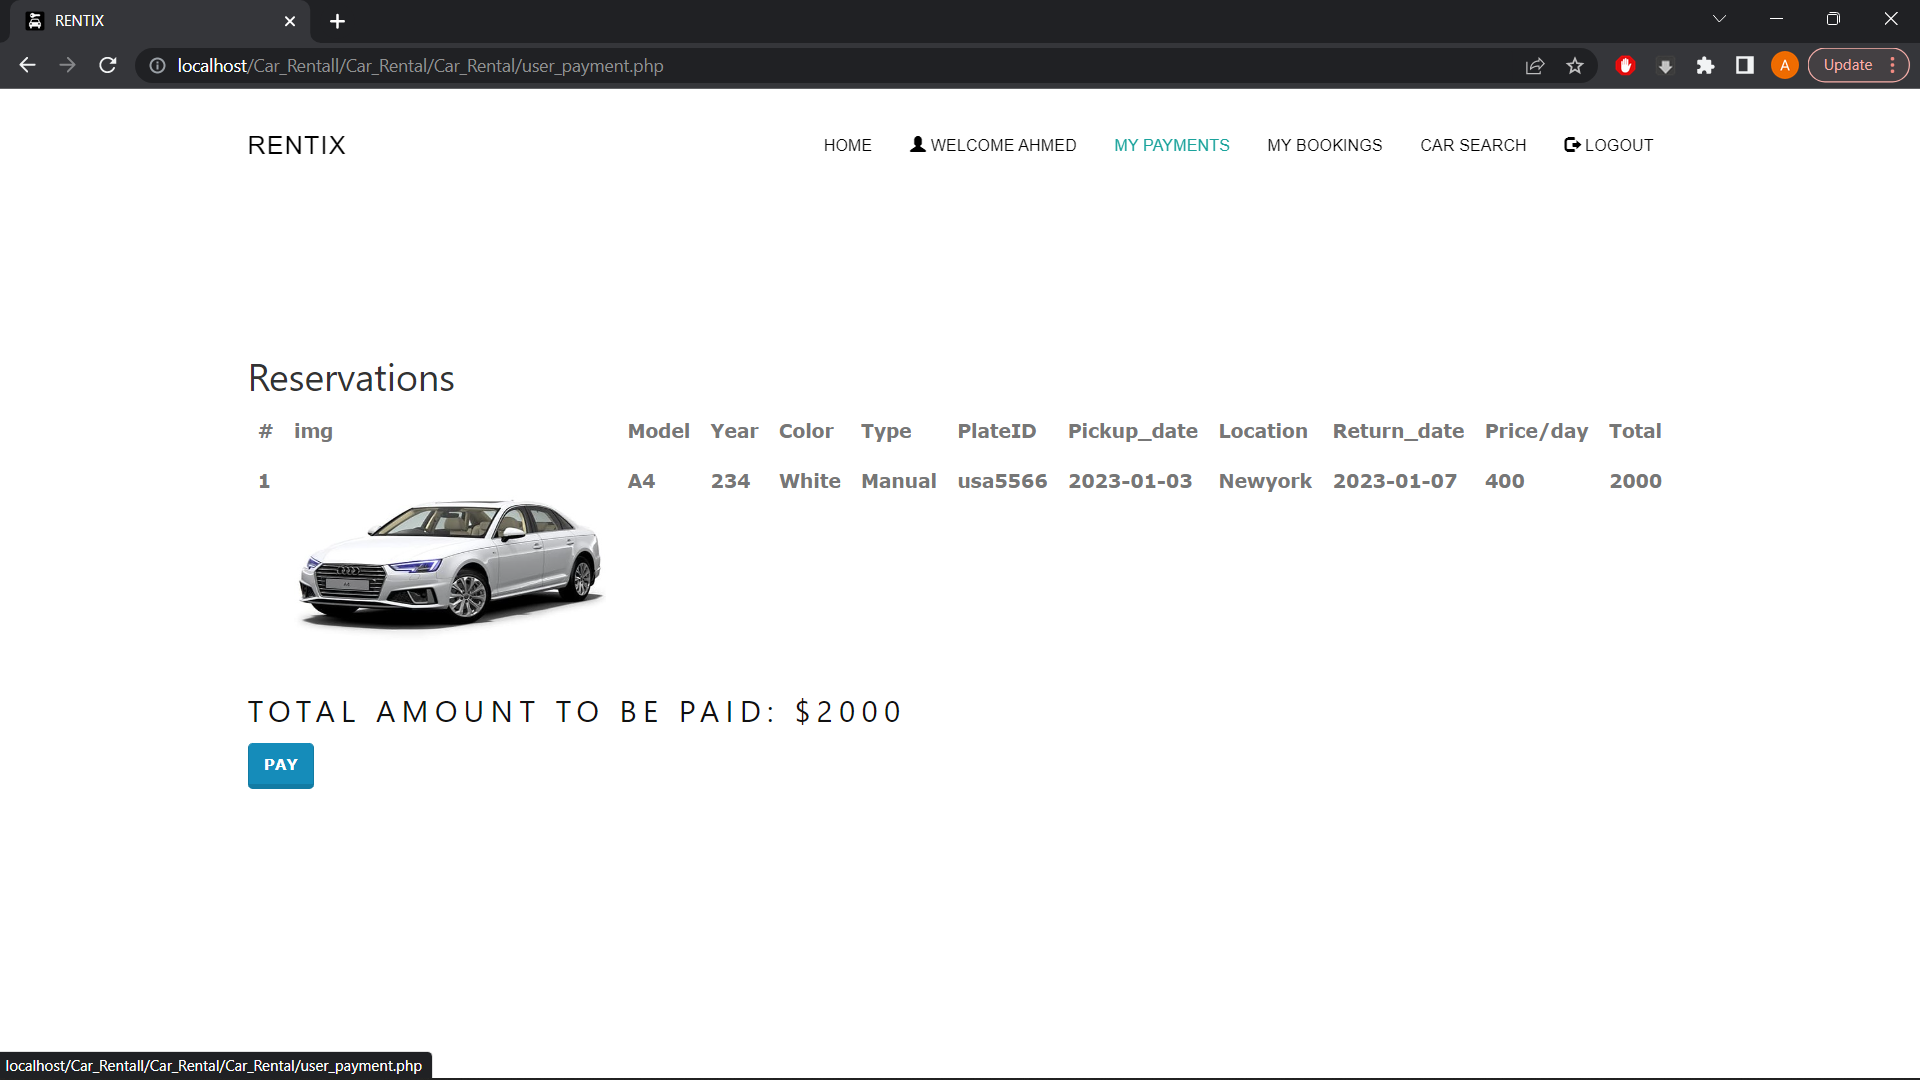 RENTIX
localhost/Car_Rentall/Car_Rental/Car_Rental/user_payment.php
A
Update
RENTIX
HOME WELCOME AHMED MY PAYMENTS MY BOOKINGS CAR SEARCH LOGOUT
Reservations
# img Model Year Color Type PlateID Pickup_date Location Return_date Price/day Total
1 A4 234 White Manual usa5566 2023-01-03 Newyork 2023-01-07 400 2000
TOTAL AMOUNT TO BE PAID: $2000
PAY
localhost/Car_Rentall/Car_Rental/Car_Rental/user_payment.php